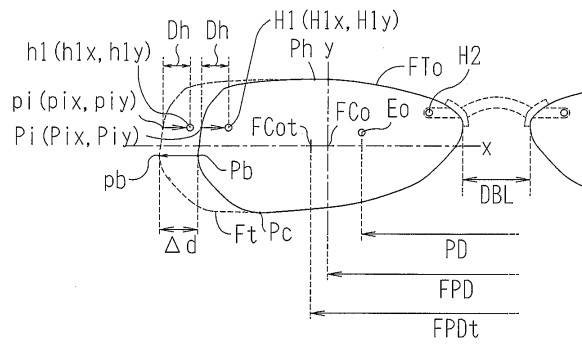 Dh Dh H1(H1x, H1y)
h1(h1x, h1y) Ph y FTo H2
pi(pix, piy) FCo Eo
Pi(Pix, Piy) FCot
x
pb Pb DBL
Ft Pc
Δd PD
FPD
FPDt